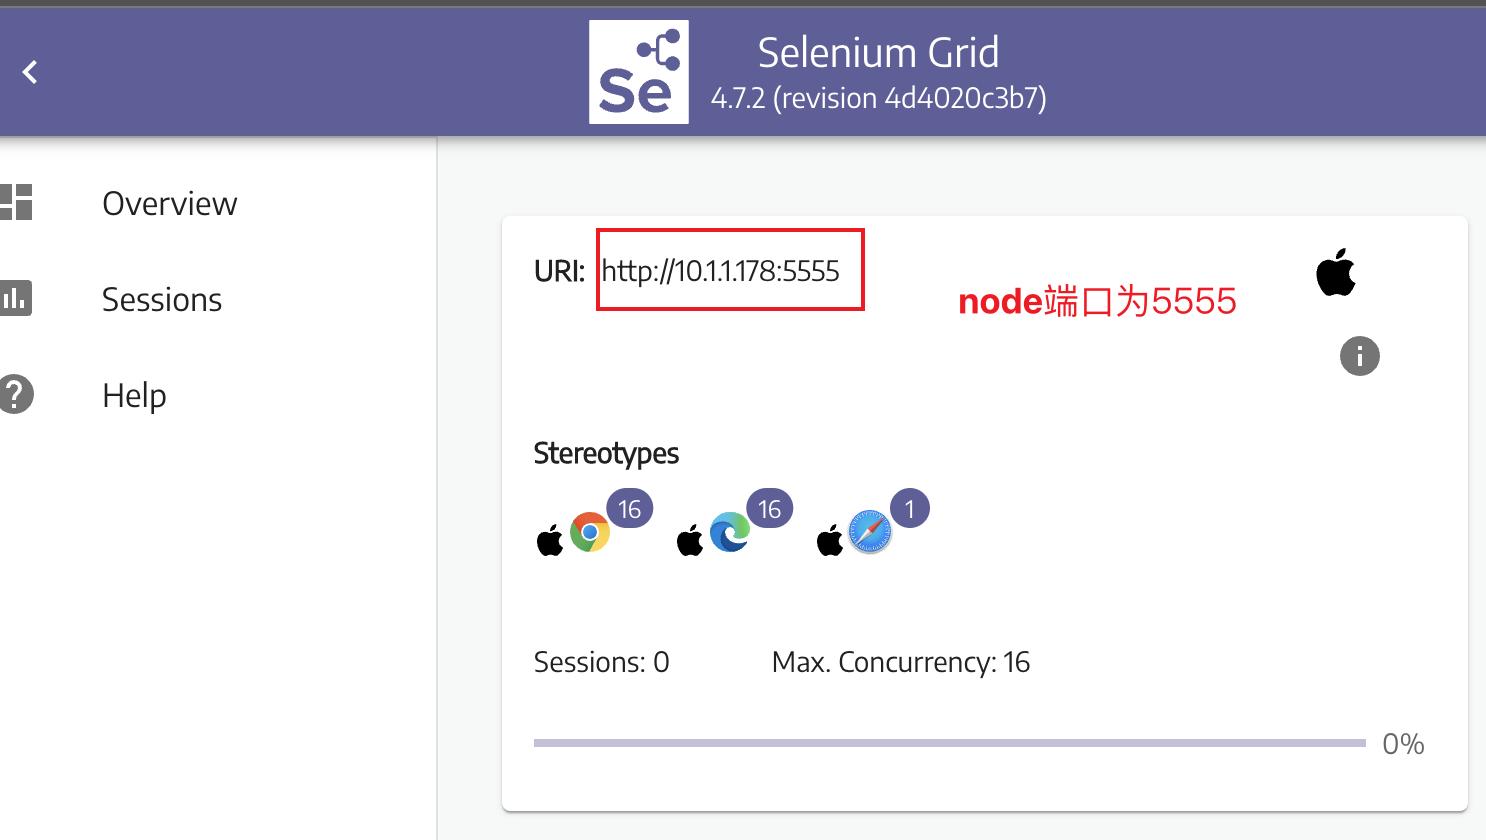 Se
Selenium Grid
4.7.2 (revision 4d4020c3b7)
Overview
Sessions
Help
URI: http://10.1.1.178:5555
node端口为5555
Stereotypes
16
16
1
Sessions: 0
Max. Concurrency: 16
0%